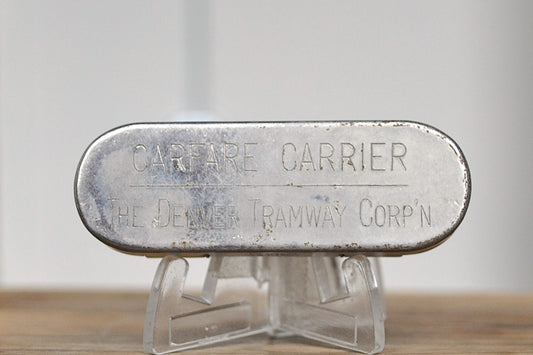 CARFARE CARRIER
THE DENVER TRAMWAY CORP'N